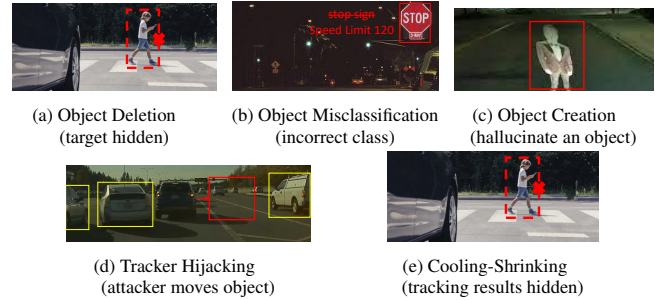 stop sign
Speed Limit 120
STOP
(a) Object Deletion
(target hidden)
(b) Object Misclassification
(incorrect class)
(c) Object Creation
(hallucinate an object)
(d) Tracker Hijacking
(attacker moves object)
(e) Cooling-Shrinking
(tracking results hidden)